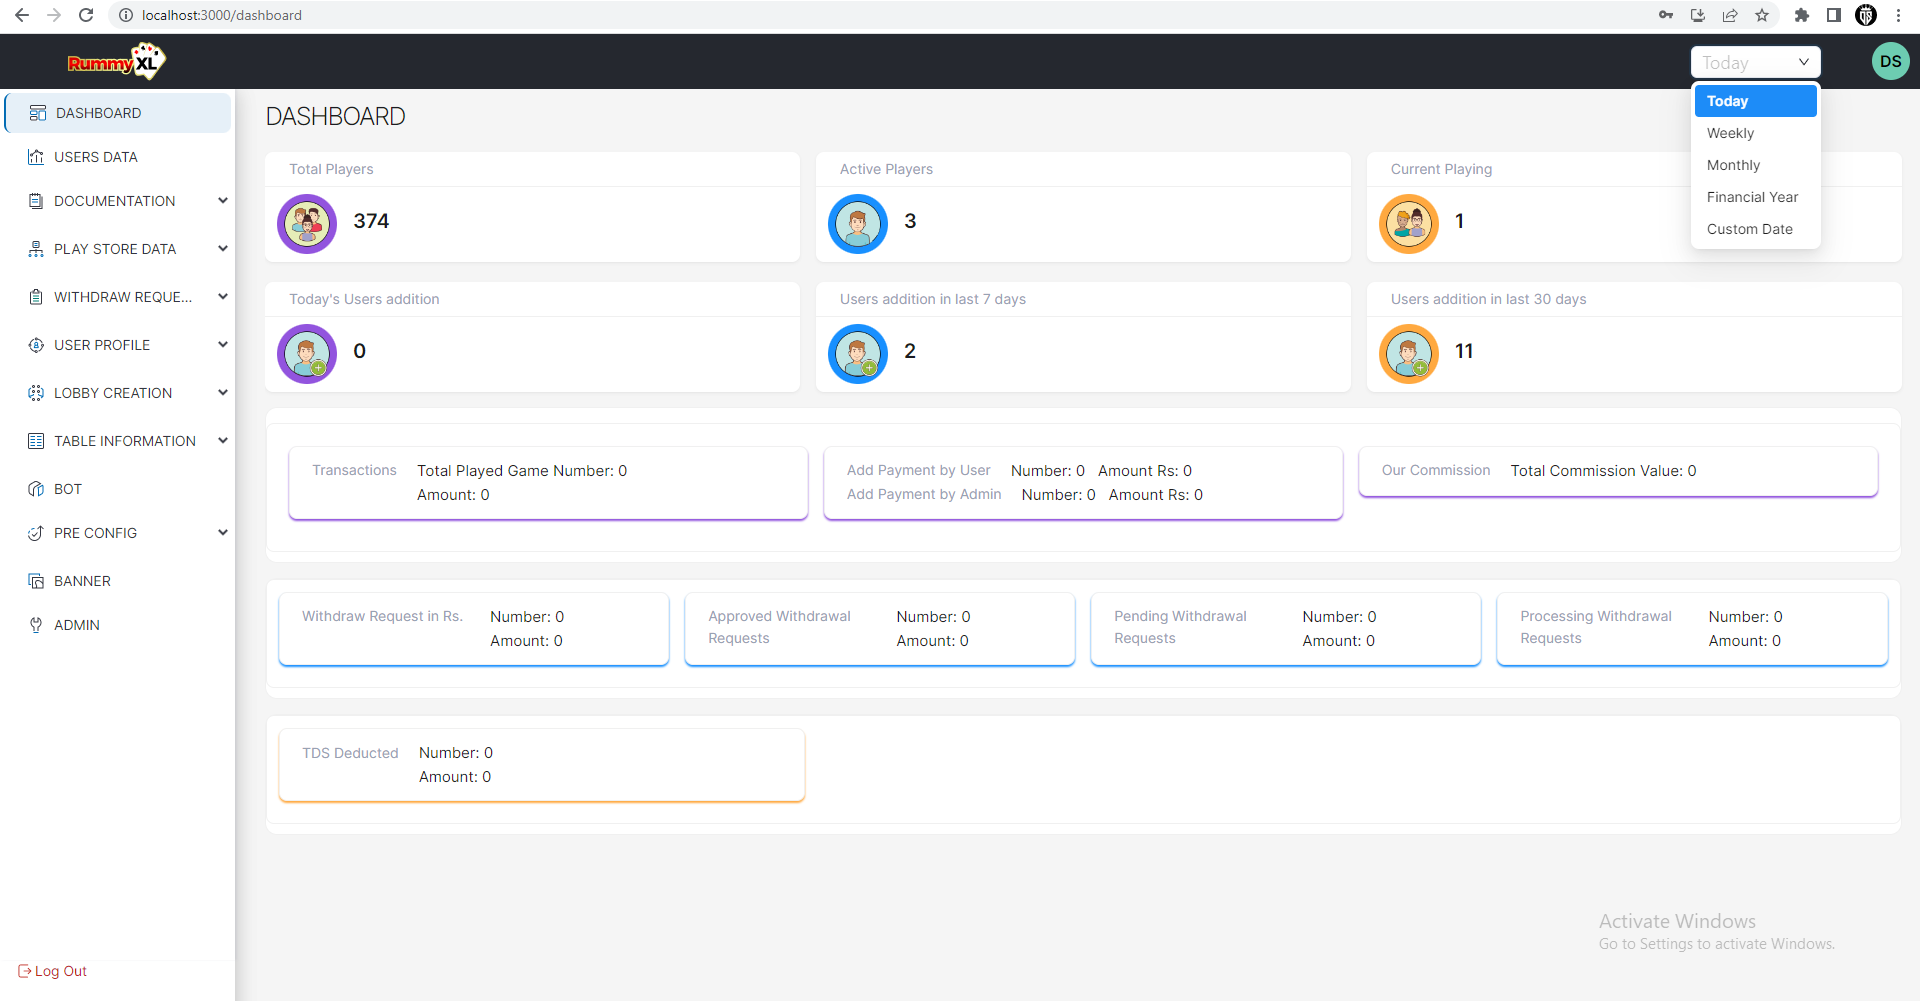 localhost:3000/dashboard
RummyXL
Today
DS
Today
Weekly
Monthly
Financial Year
Custom Date
DASHBOARD
USERS DATA
DOCUMENTATION
PLAY STORE DATA
WITHDRAW REQUE...
USER PROFILE
LOBBY CREATION
TABLE INFORMATION
BOT
PRE CONFIG
BANNER
ADMIN
Log Out
DASHBOARD
Total Players
374
Active Players
3
Current Playing
1
Today's Users addition
0
Users addition in last 7 days
2
Users addition in last 30 days
11
Transactions Total Played Game Number: 0
Amount: 0
Add Payment by User Number: 0 Amount Rs: 0
Add Payment by Admin Number: 0 Amount Rs: 0
Our Commission Total Commission Value: 0
Withdraw Request in Rs. Number: 0
Amount: 0
Approved Withdrawal Number: 0
Requests Amount: 0
Pending Withdrawal Number: 0
Requests Amount: 0
Processing Withdrawal Number: 0
Requests Amount: 0
TDS Deducted Number: 0
Amount: 0
Activate Windows
Go to Settings to activate Windows.